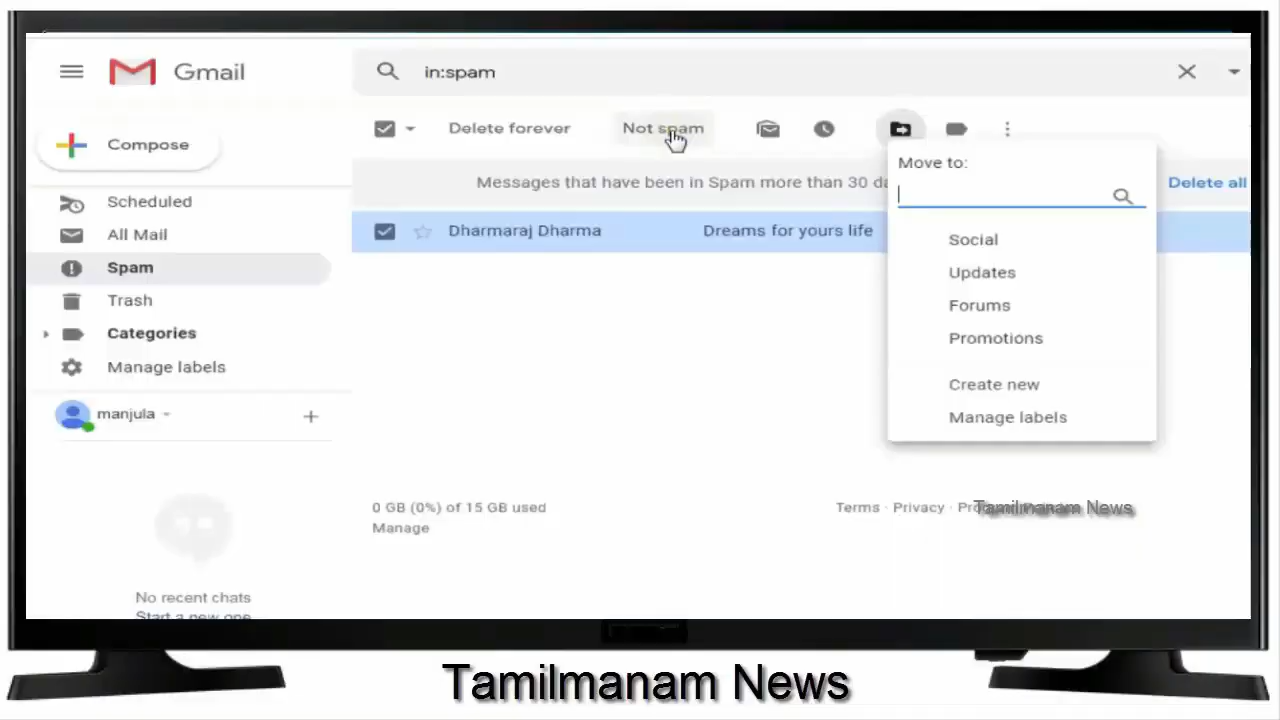 Gmail
in:spam
Compose
Delete forever
Not spam
Move to:
Messages that have been in Spam more than 30 da
Delete all
Scheduled
All Mail
Dharmaraj Dharma
Dreams for yours life
Social
Spam
Updates
Trash
Forums
Categories
Promotions
Manage labels
Create new
manjula
Manage labels
0 GB (0%) of 15 GB used
Manage
Terms · Privacy ·
Tamilmanam News
No recent chats
Start a new one
Tamilmanam News